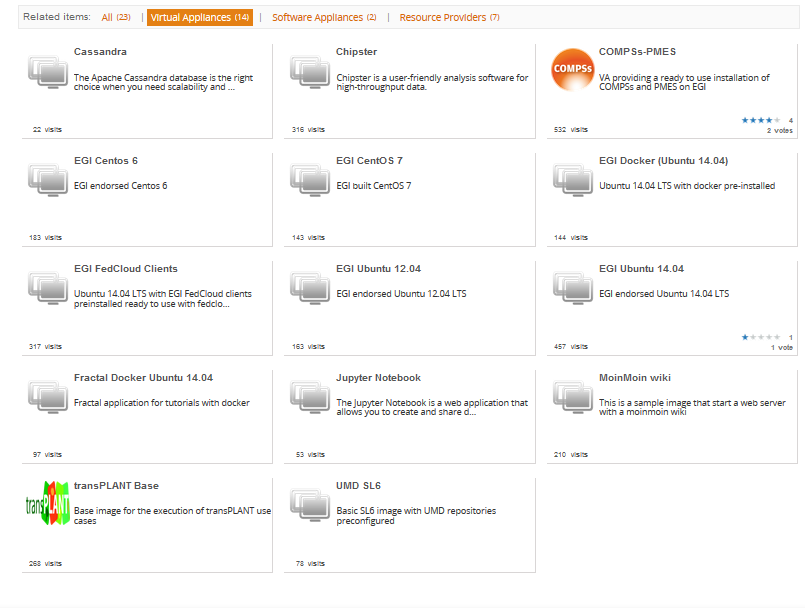 Related items: All (23) | Virtual Appliances (14) | Software Appliances (2) | Resource Providers (7)
Cassandra
The Apache Cassandra database is the right
choice when you need scalability and ...
22 visits
Chipster
Chipster is a user-friendly analysis software for
high-throughput data.
316 visits
COMPSs
COMPSs-PMES
VA providing a ready to use installation of
COMPSs and PMES on EGI
4
532 visits
2 votes
EGI Centos 6
EGI endorsed Centos 6
183 visits
EGI CentOS 7
EGI built CentOS 7
143 visits
EGI Docker (Ubuntu 14.04)
Ubuntu 14.04 LTS with docker pre-installed
144 visits
EGI FedCloud Clients
Ubuntu 14.04 LTS with EGI FedCloud clients
preinstalled ready to use with fedclo...
317 visits
EGI Ubuntu 12.04
EGI endorsed Ubuntu 12.04 LTS
163 visits
EGI Ubuntu 14.04
EGI endorsed Ubuntu 14.04 LTS
1
457 visits
1 vote
Fractal Docker Ubuntu 14.04
Fractal application for tutorials with docker
97 visits
Jupyter Notebook
The Jupyter Notebook is a web application that
allows you to create and share d...
53 visits
MoinMoin wiki
This is a sample image that start a web server
with a moinmoin wiki
210 visits
transPLANT
transPLANT Base
Base image for the execution of transPLANT use
cases
268 visits
UMD SL6
Basic SL6 image with UMD repositories
preconfigured
78 visits